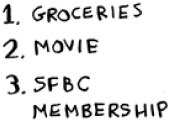 1. GROCERIES
2. MOVIE
3. SFBC
MEMBERSHIP